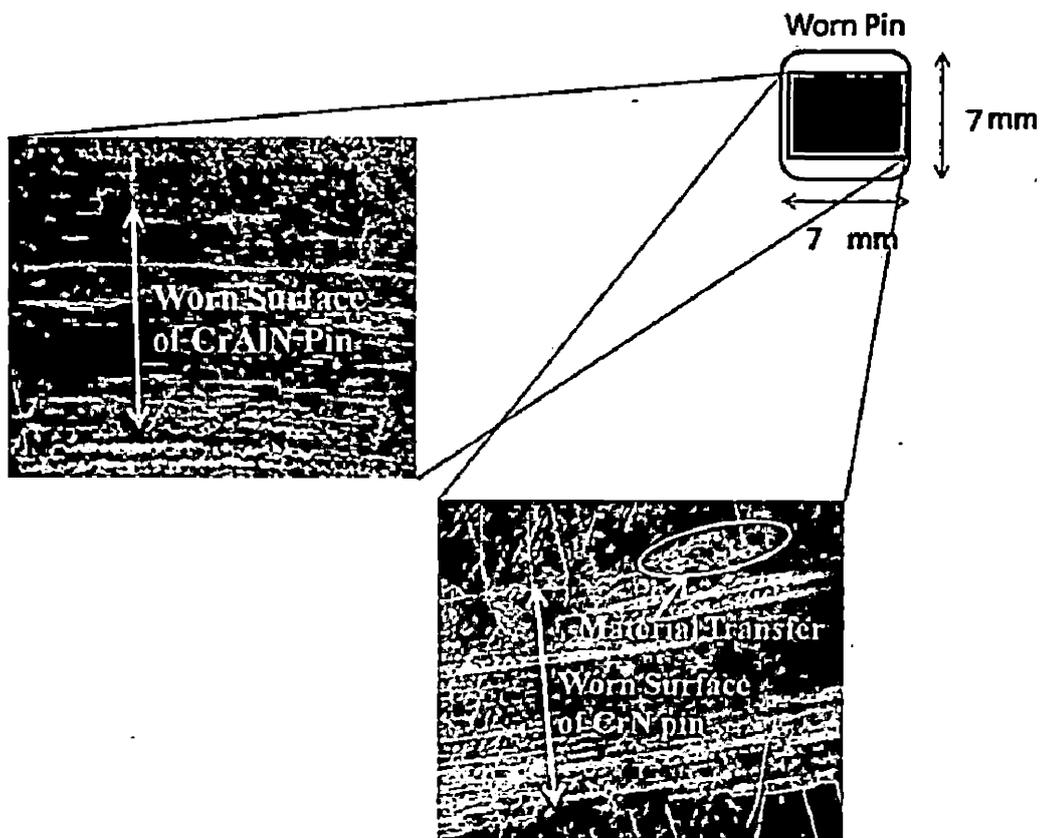 Worn Pin
7 mm
7 mm
Worn Surface
of CrAlN Pin
Material Transfer
Worn Surface
of CrN pin